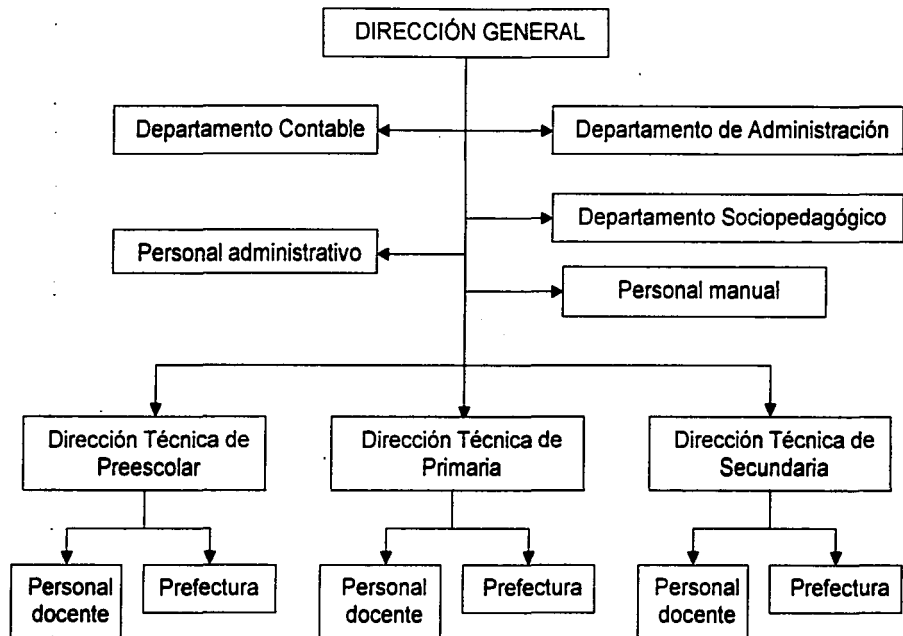 DIRECCIÓN GENERAL
Departamento Contable
Departamento de Administración
Departamento Sociopedagógico
Personal administrativo
Personal manual
Dirección Técnica de
Preescolar
Dirección Técnica de
Primaria
Dirección Técnica de
Secundaria
Personal
docente
Prefectura
Personal
docente
Prefectura
Personal
docente
Prefectura